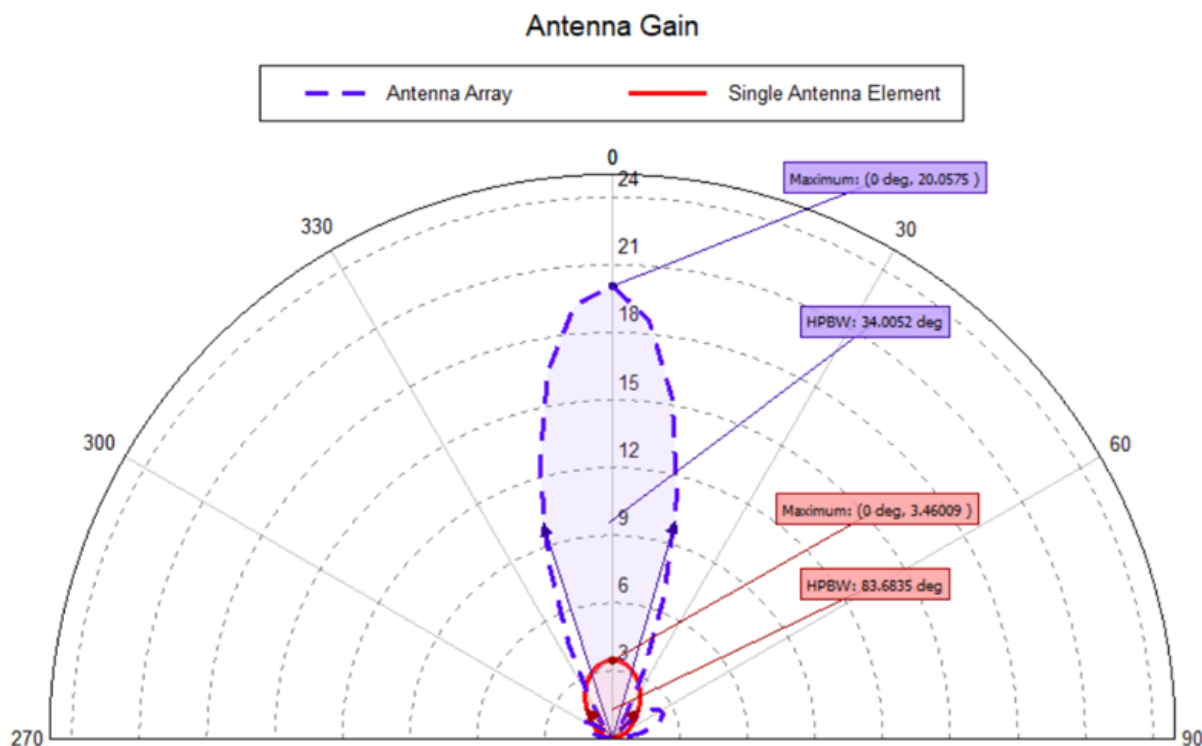 Antenna Gain
Antenna Array
Single Antenna Element
0
24
Maximum: (0 deg, 20.0575 )
330
30
21
18
HPBW: 34.0052 deg
15
300
60
12
9
Maximum: (0 deg, 3.46009 )
6
HPBW: 83.6835 deg
3
270
90